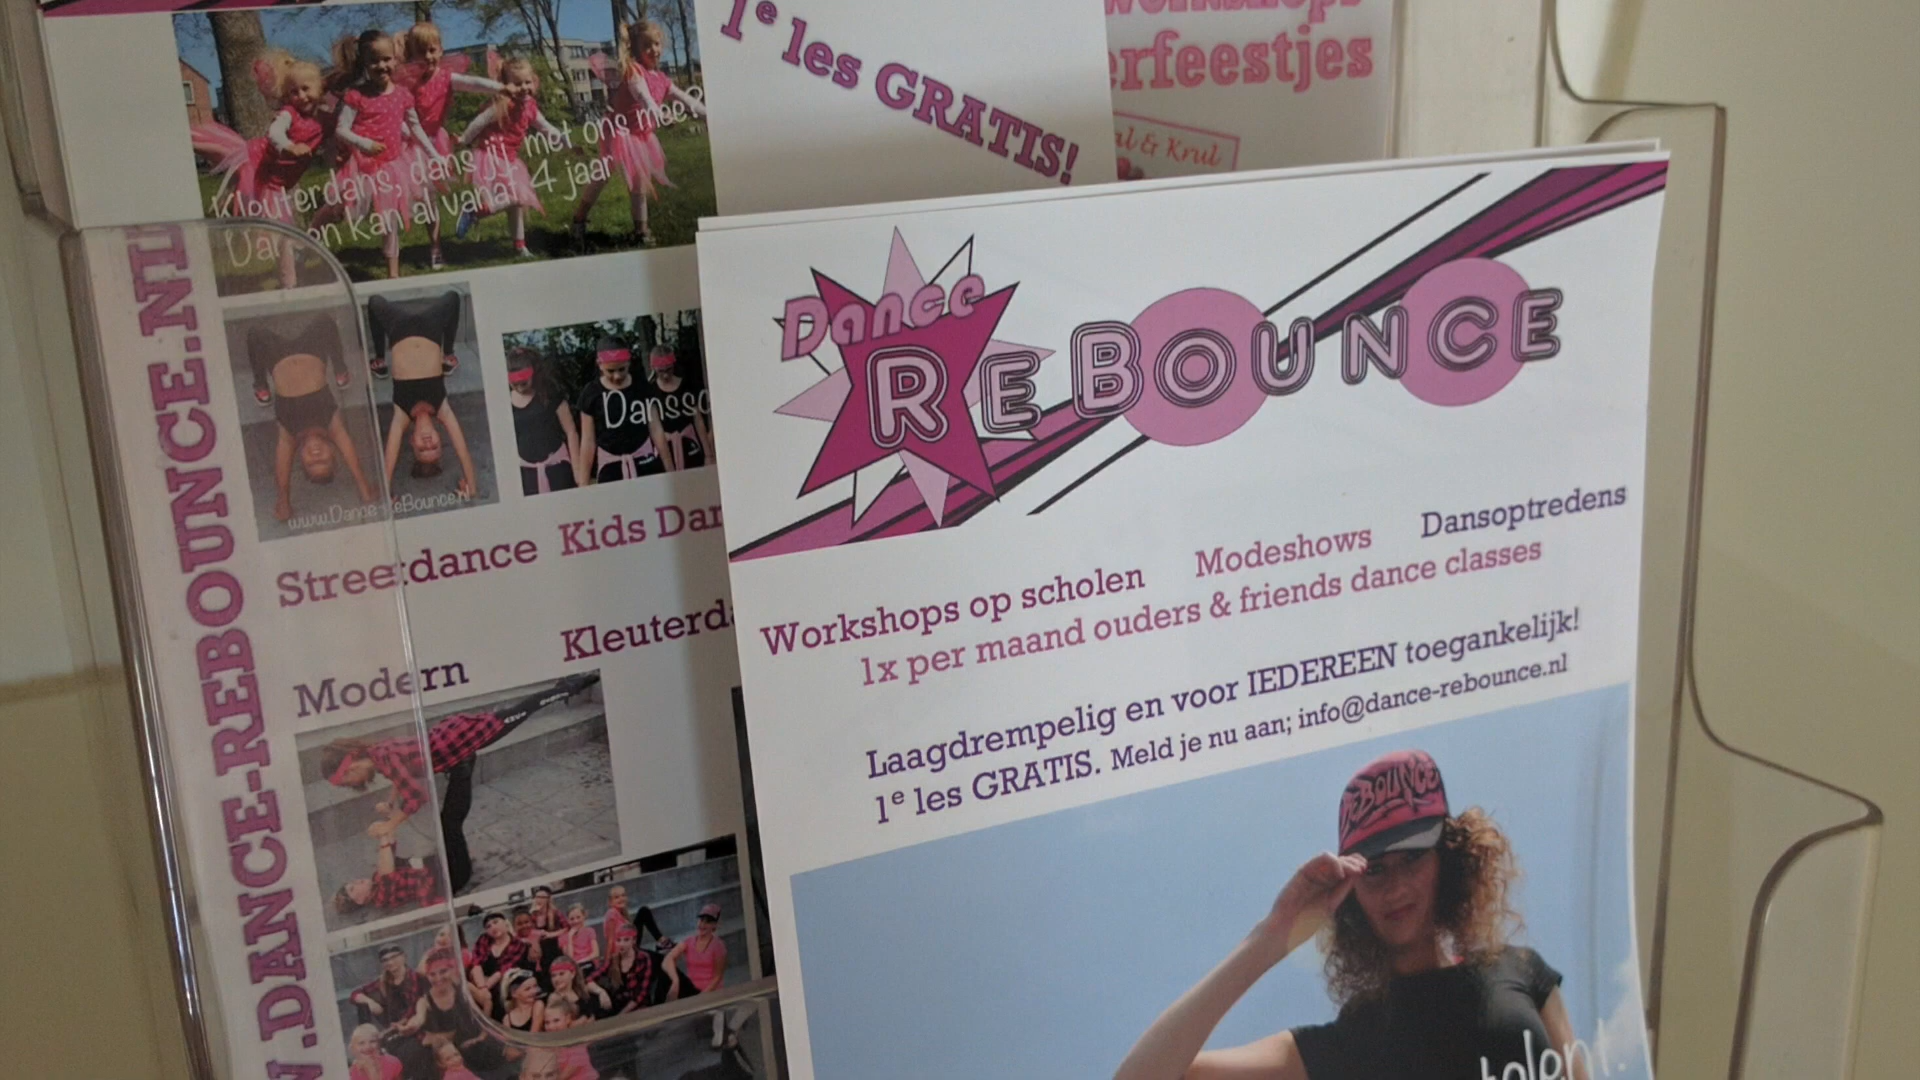 1e les GRATIS!
workshops
erfeestjes
al & Krul
Kleuterdans, dans jij met ons mee?
kan al vanaf 4 jaar
WWW.DANCE-REBOUNCE.NL
www.Dance-ReBounce.nl
Streetdance Kids Dan
Modern Kleuterda
Dance
REBOUNCE
Workshops op scholen Modeshows Dansoptredens
1x per maand ouders & friends dance classes
Laagdrempelig en voor IEDEREEN toegankelijk!
1e les GRATIS. Meld je nu aan; info@dance-rebounce.nl
REBOUNCE
talent.